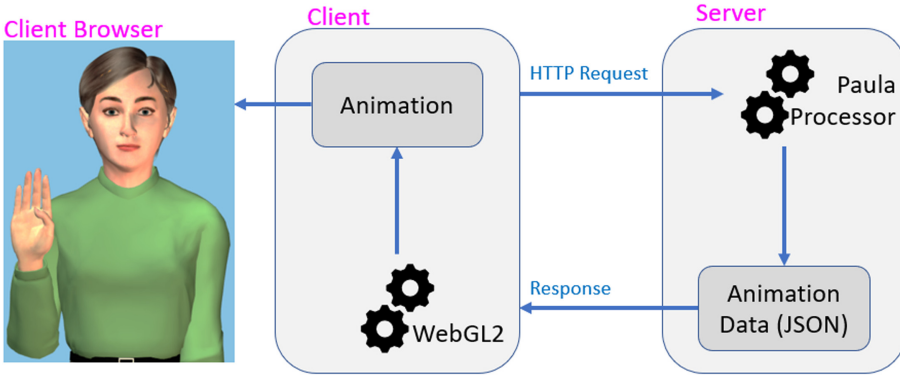 Client Browser
Client
Animation
WebGL2
HTTP Request
Response
Server
Paula
Processor
Animation
Data (JSON)